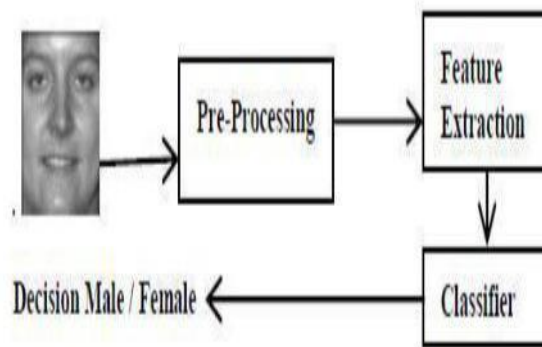 Pre-Processing
Feature
Extraction
Classifier
Decision Male / Female